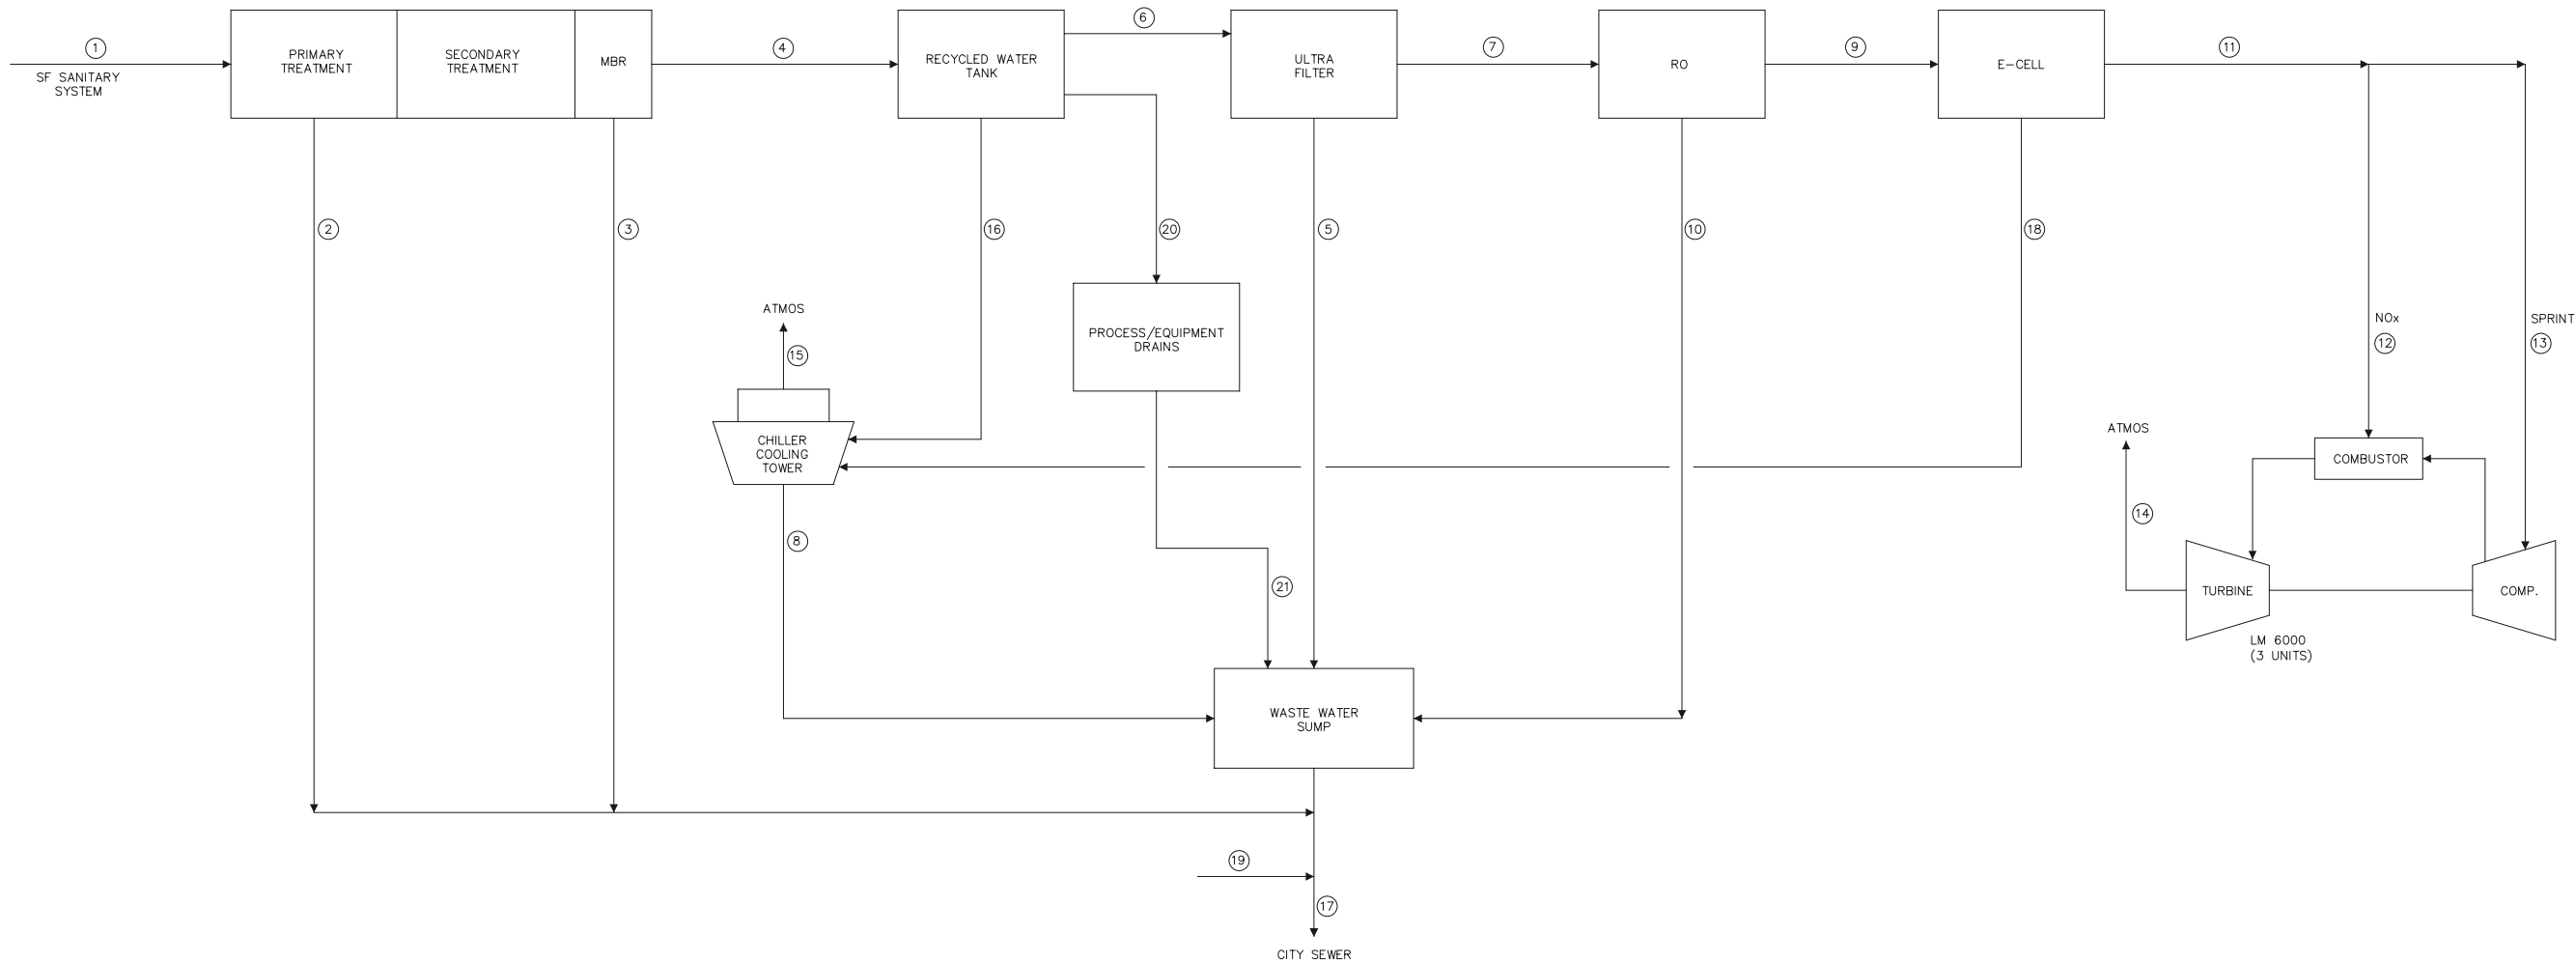 1
SF SANITARY
SYSTEM
PRIMARY
TREATMENT
SECONDARY
TREATMENT
MBR
4
RECYCLED WATER
TANK
6
ULTRA
FILTER
7
RO
9
E-CELL
11
2
3
16
20
5
10
18
ATMOS
15
PROCESS/EQUIPMENT
DRAINS
NOx
12
SPRINT
13
CHILLER
COOLING
TOWER
ATMOS
COMBUSTOR
14
8
21
TURBINE
COMP.
LM 6000
(3 UNITS)
WASTE WATER
SUMP
19
17
CITY SEWER